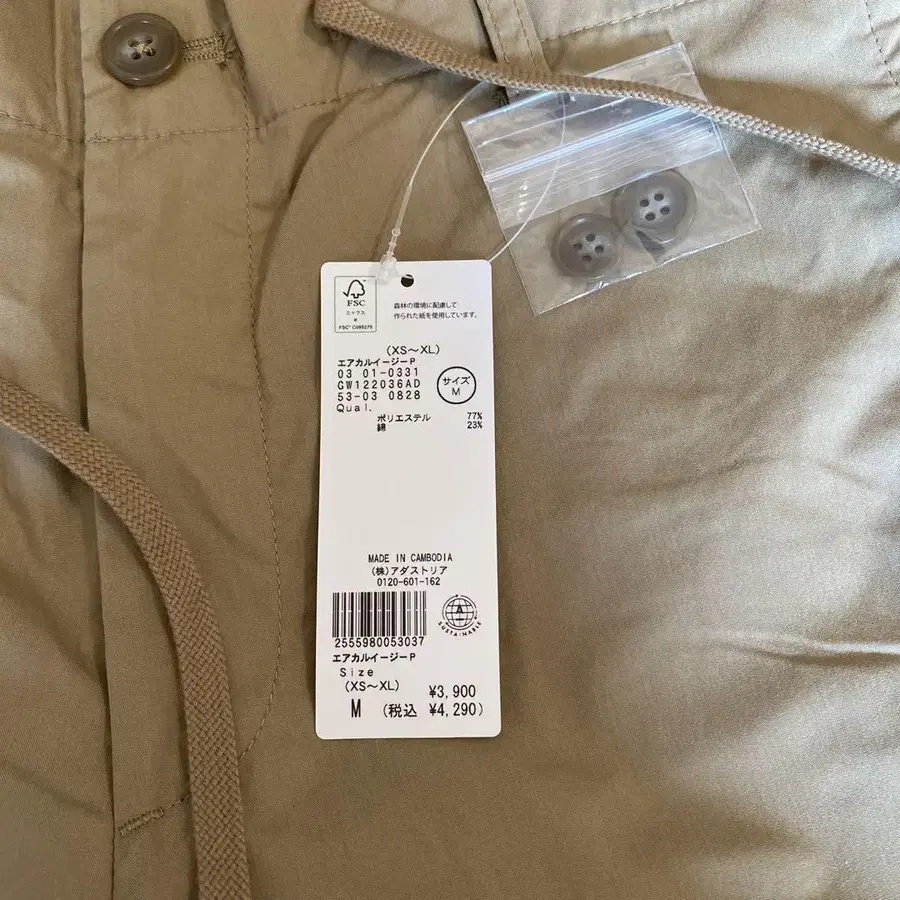 FSC
ミックス
紙
FSC® C095275
森林の環境に配慮して
作られた紙を使用しています。
(XS〜XL)
エアカルイージーP
03 01-0331
GW122036AD
53-03 0828
Qual.
サイズ
M
ポリエステル 77%
綿 23%
MADE IN CAMBODIA
(株)アダストリア
0120-601-162
2555980053037
SUSTAINABLE
エアカルイージーP
Size
(XS〜XL)
¥3,900
M (税込 ¥4,290)